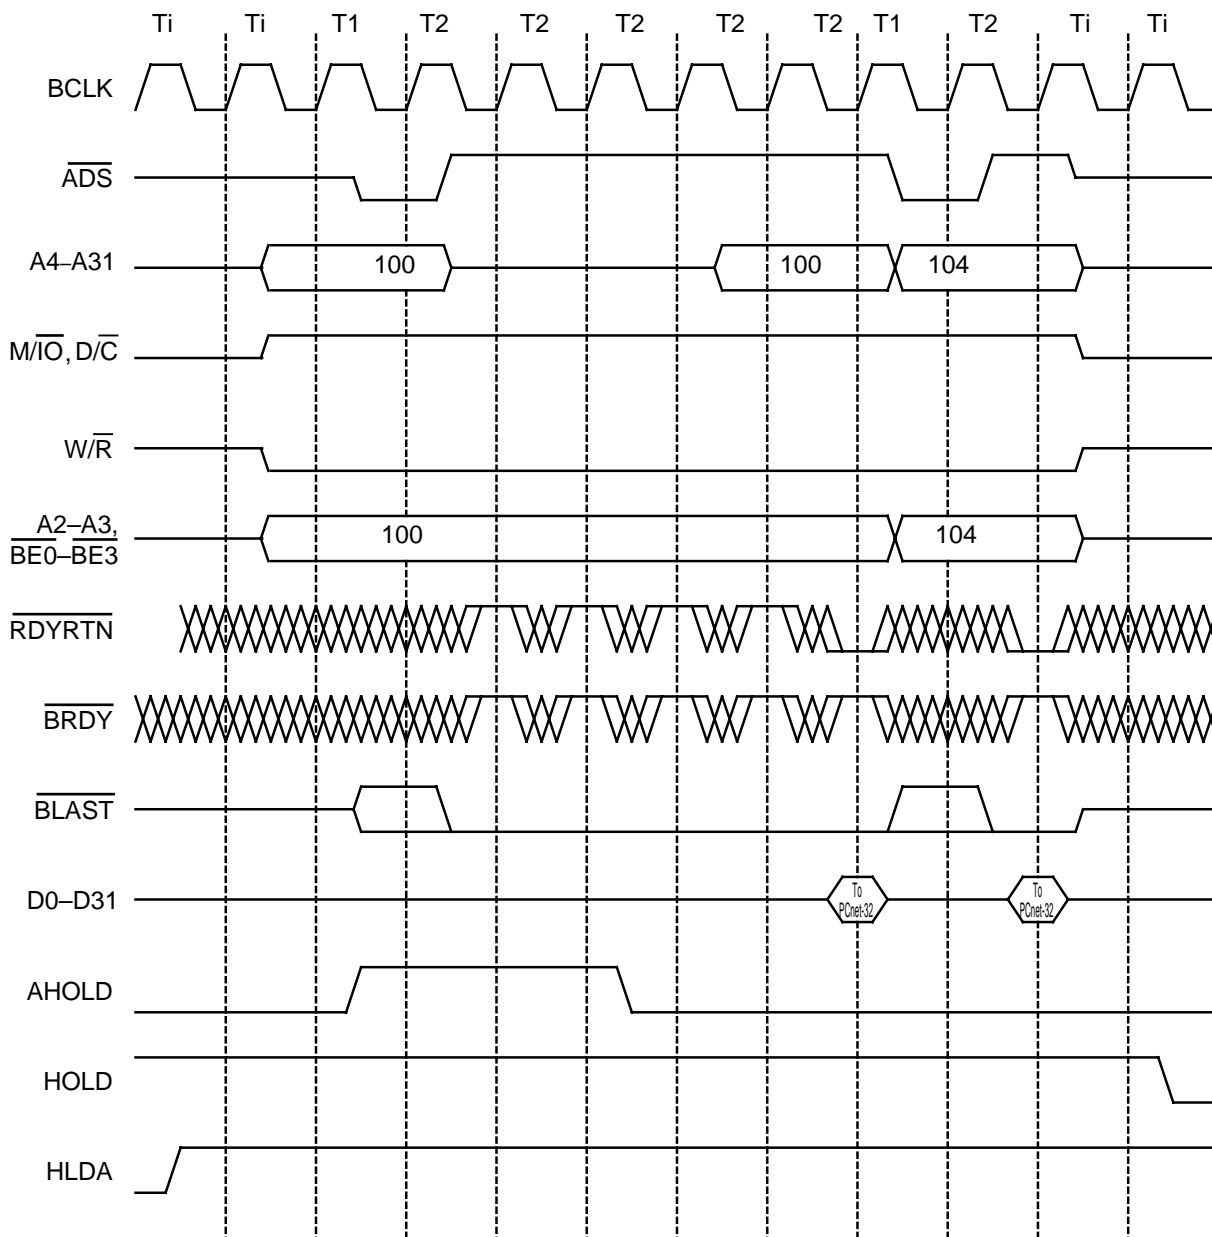 Ti Ti T1 T2 T2 T2 T2 T2 T1 T2 Ti Ti
BCLK
ADS
A4–A31 100 100 104
M/IO, D/C
W/R
A2–A3,
BE0–BE3 100 104
RDYRTN
BRDY
BLAST
D0–D31 To PCnet-32 To PCnet-32
AHOLD
HOLD
HLDA